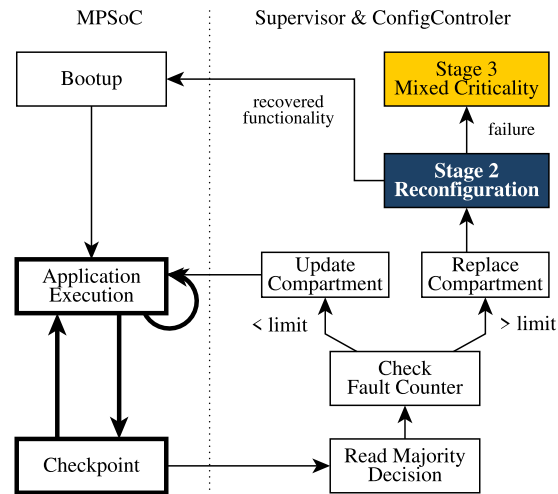 MPSoC
Supervisor & ConfigControler
Bootup
Stage 3
Mixed Criticality
recovered
functionality
failure
Stage 2
Reconfiguration
Application
Execution
Update
Compartment
Replace
Compartment
< limit
> limit
Check
Fault Counter
Checkpoint
Read Majority
Decision